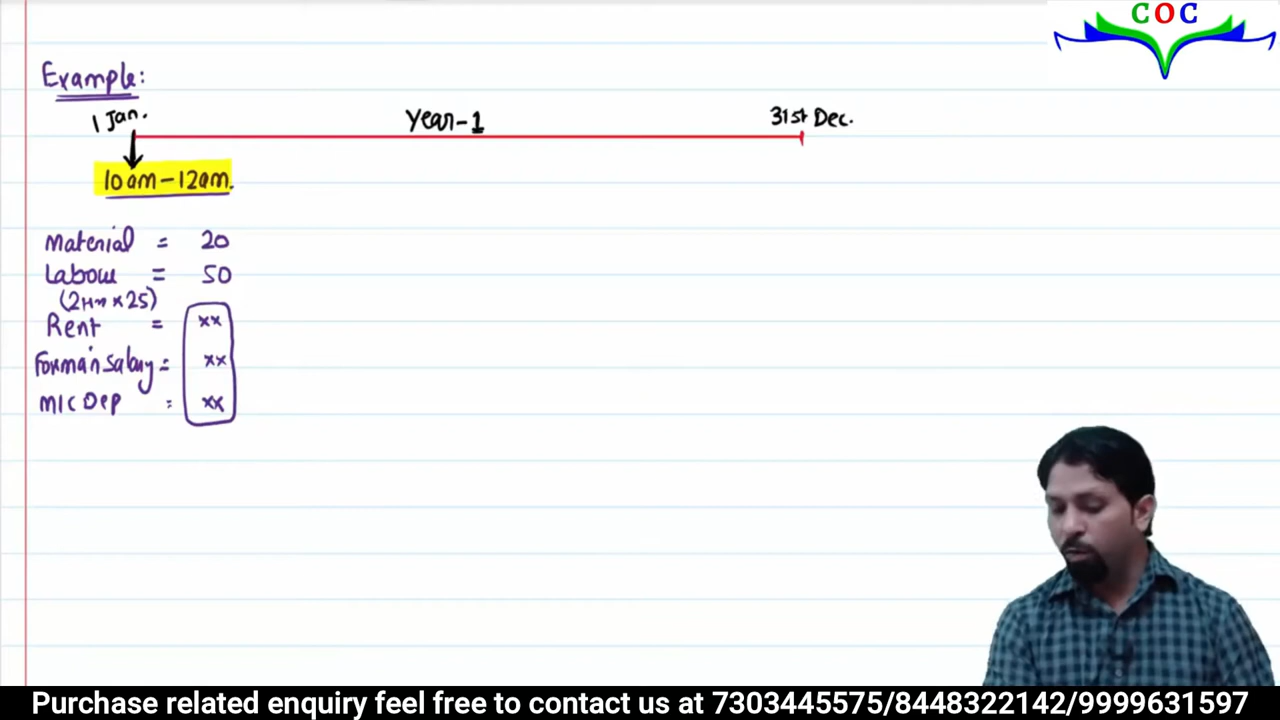 COC
Example:
1 Jan. Year-1 31st Dec.
10am-12am.
Material = 20
Labour = 50
(2Hrs x 25)
Rent = xx
Forman Salary = xx
M/C Dep = xx
Purchase related enquiry feel free to contact us at 7303445575/8448322142/9999631597